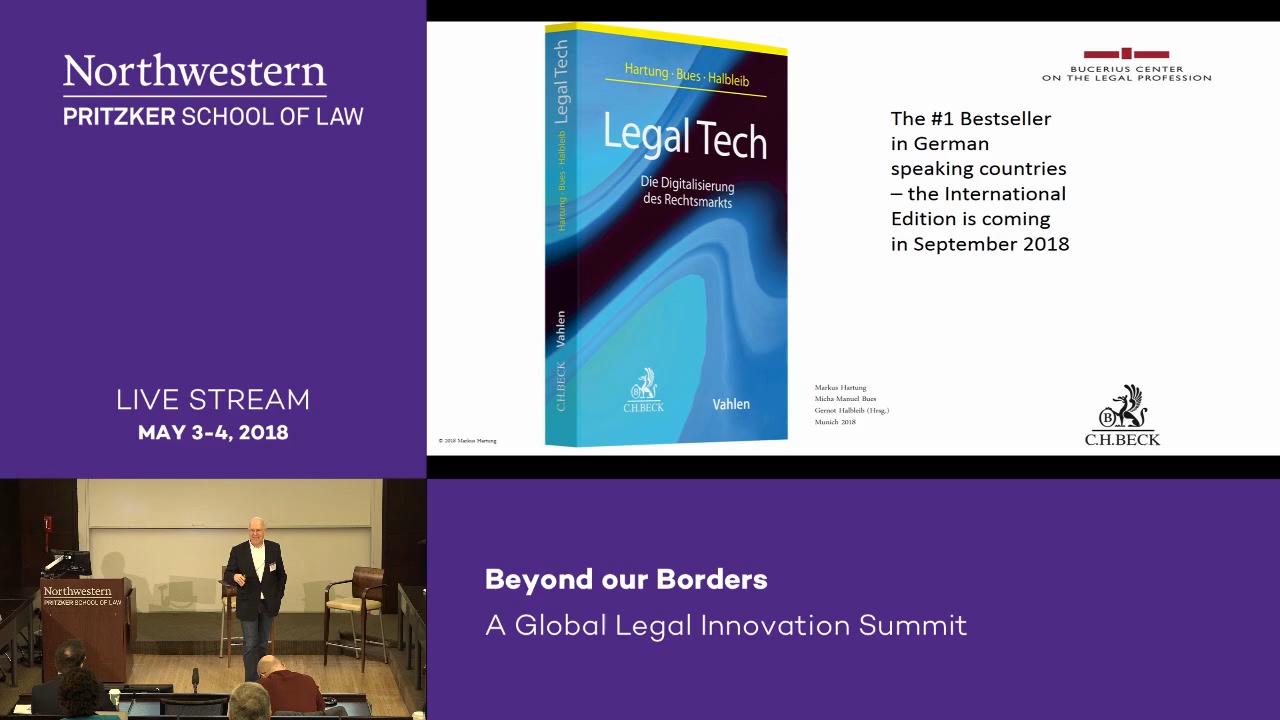 Northwestern
PRITZKER SCHOOL OF LAW
LIVE STREAM
MAY 3-4, 2018
Hartung · Bues · Halbleib Legal Tech
Vahlen
C.H.BECK
Hartung · Bues · Halbleib
Legal Tech
Die Digitalisierung
des Rechtsmarkts
C.H.BECK
Vahlen
© 2018 Markus Hartung
BUCERIUS CENTER
ON THE LEGAL PROFESSION
The #1 Bestseller
in German
speaking countries
– the International
Edition is coming
in September 2018
Markus Hartung
Micha Manuel Bues
Gernot Halbleib (Hrsg.)
Munich 2018
C.H.BECK
Northwestern
PRITZKER SCHOOL OF LAW
Beyond our Borders
A Global Legal Innovation Summit